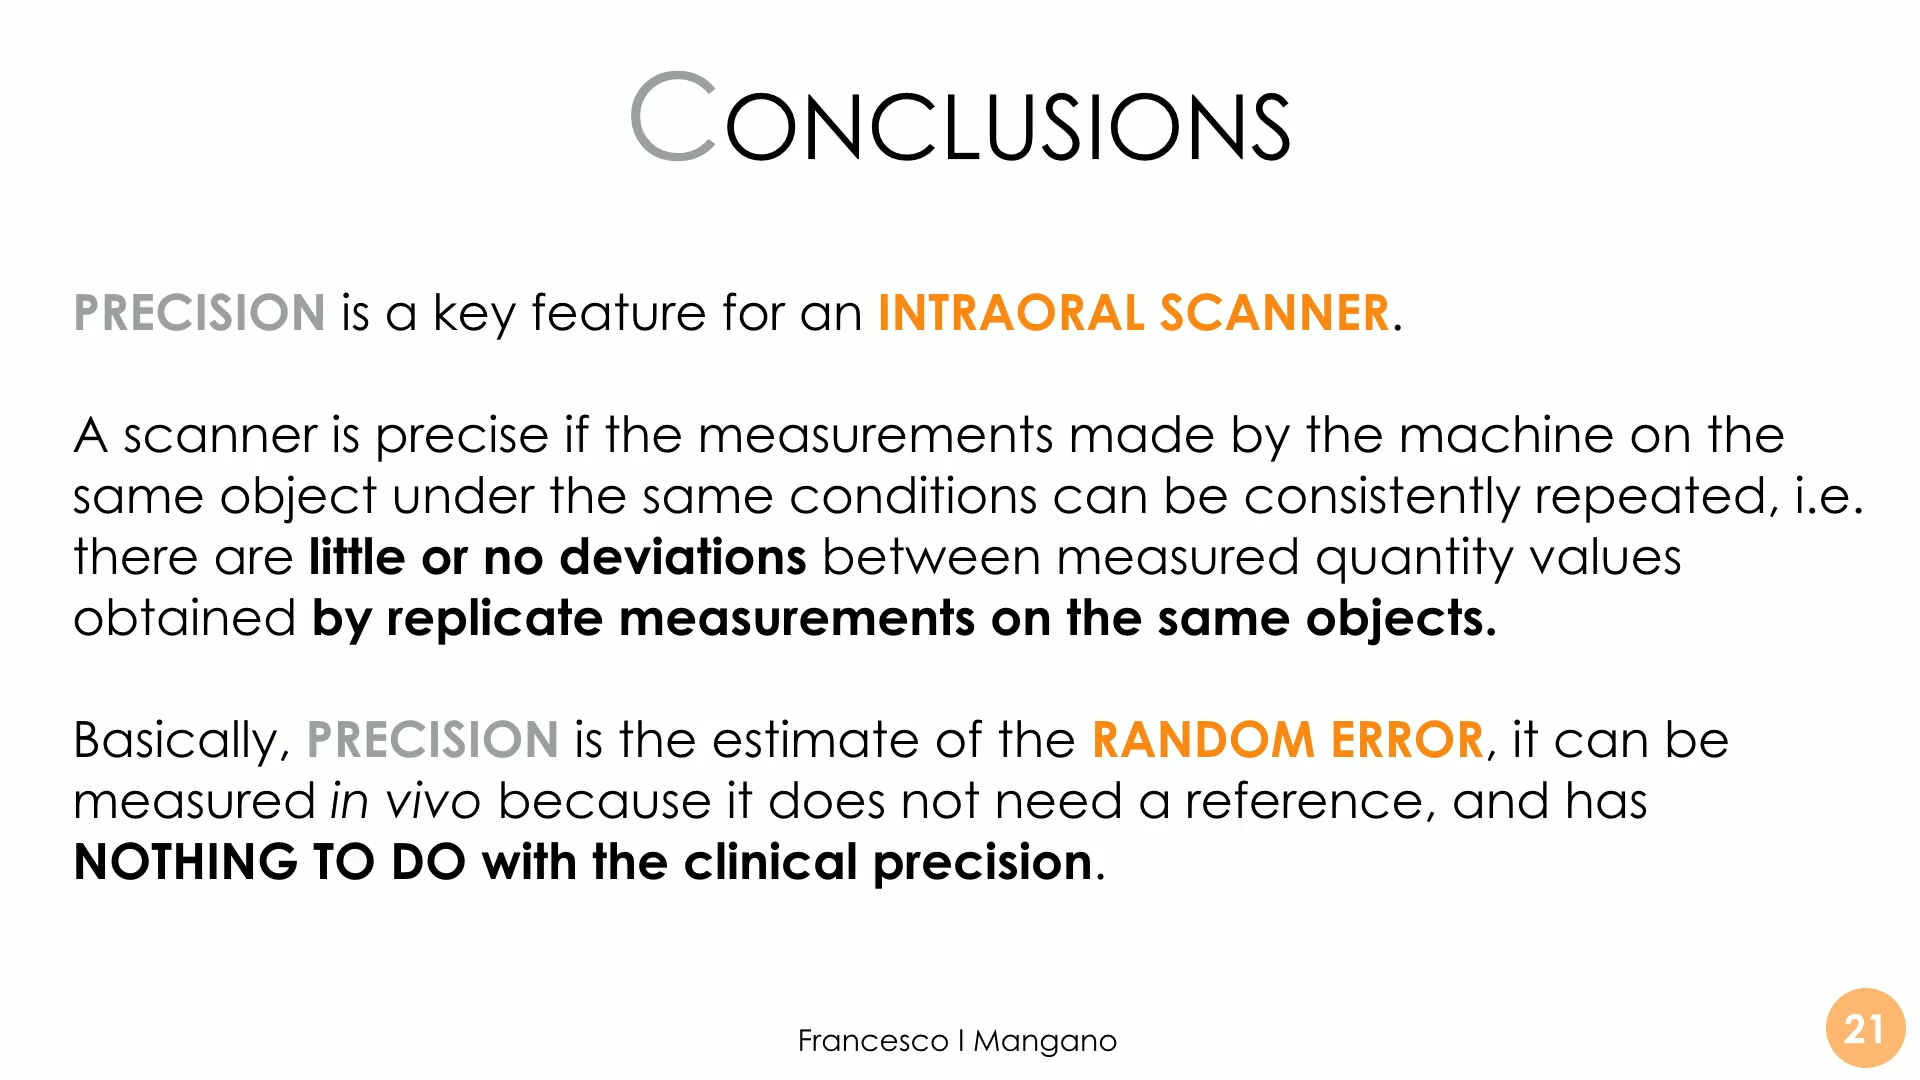 CONCLUSIONS
PRECISION is a key feature for an INTRAORAL SCANNER.
A scanner is precise if the measurements made by the machine on the
same object under the same conditions can be consistently repeated, i.e.
there are little or no deviations between measured quantity values
obtained by replicate measurements on the same objects.
Basically, PRECISION is the estimate of the RANDOM ERROR, it can be
measured in vivo because it does not need a reference, and has
NOTHING TO DO with the clinical precision.
Francesco I Mangano
21